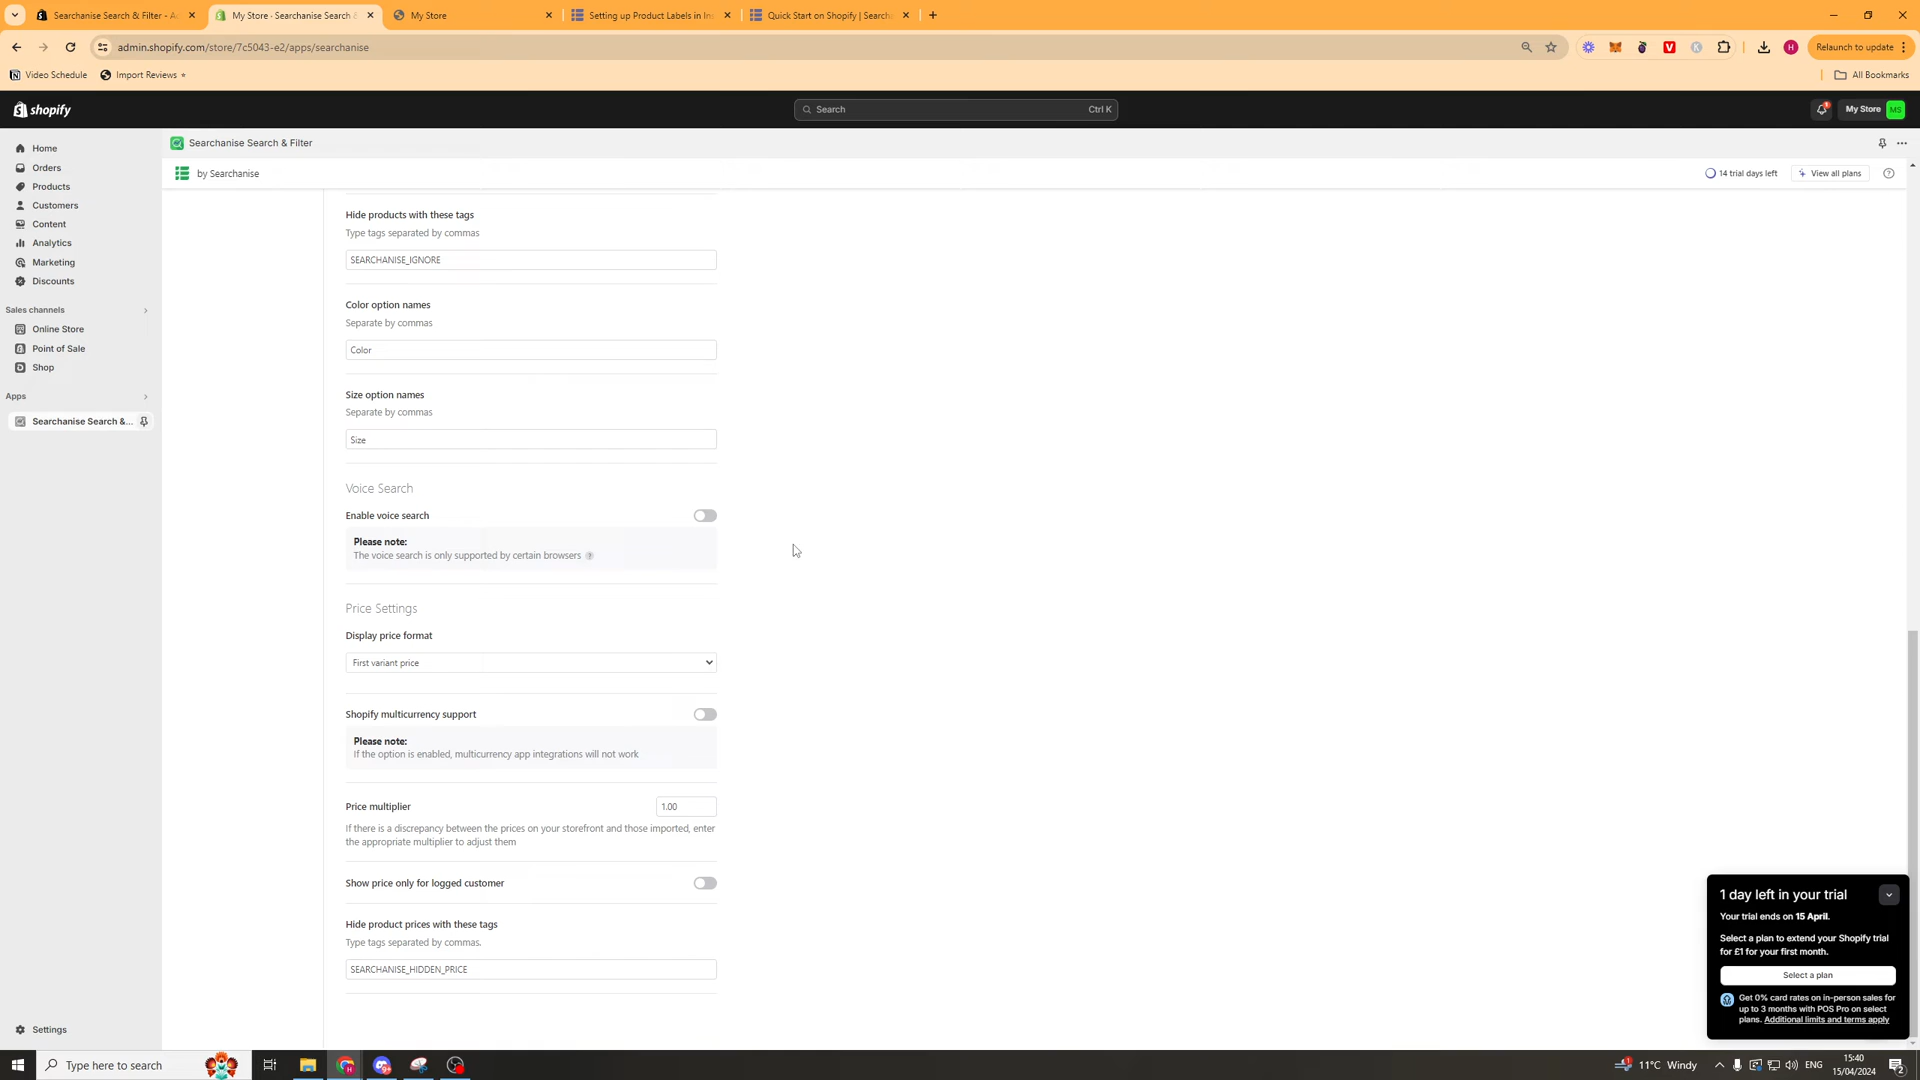 Searchanise Search & Filter - Ad
My Store · Searchanise Search &
My Store
Setting up Product Labels in In
Quick Start on Shopify | Search
admin.shopify.com/store/7c5043-e2/apps/searchanise
H
Relaunch to update
Video Schedule
Import Reviews
All Bookmarks
shopify
Search
Ctrl K
My Store
MS
Home
Orders
Products
Customers
Content
Analytics
Marketing
Discounts
Sales channels
Online Store
Point of Sale
Shop
Apps
Searchanise Search &...
Settings
Searchanise Search & Filter
by Searchanise
14 trial days left
View all plans
Hide products with these tags
Type tags separated by commas
SEARCHANISE_IGNORE
Color option names
Separate by commas
Color
Size option names
Separate by commas
Size
Voice Search
Enable voice search
Please note:
The voice search is only supported by certain browsers ?
Price Settings
Display price format
First variant price
Shopify multicurrency support
Please note:
If the option is enabled, multicurrency app integrations will not work
Price multiplier
1.00
If there is a discrepancy between the prices on your storefront and those imported, enter
the appropriate multiplier to adjust them
Show price only for logged customer
Hide product prices with these tags
Type tags separated by commas.
SEARCHANISE_HIDDEN_PRICE
1 day left in your trial
Your trial ends on 15 April.
Select a plan to extend your Shopify trial
for £1 for your first month.
Select a plan
Get 0% card rates on in-person sales for
up to 3 months with POS Pro on select
plans. Additional limits and terms apply
Type here to search
11°C Windy
ENG
15:40
15/04/2024
2